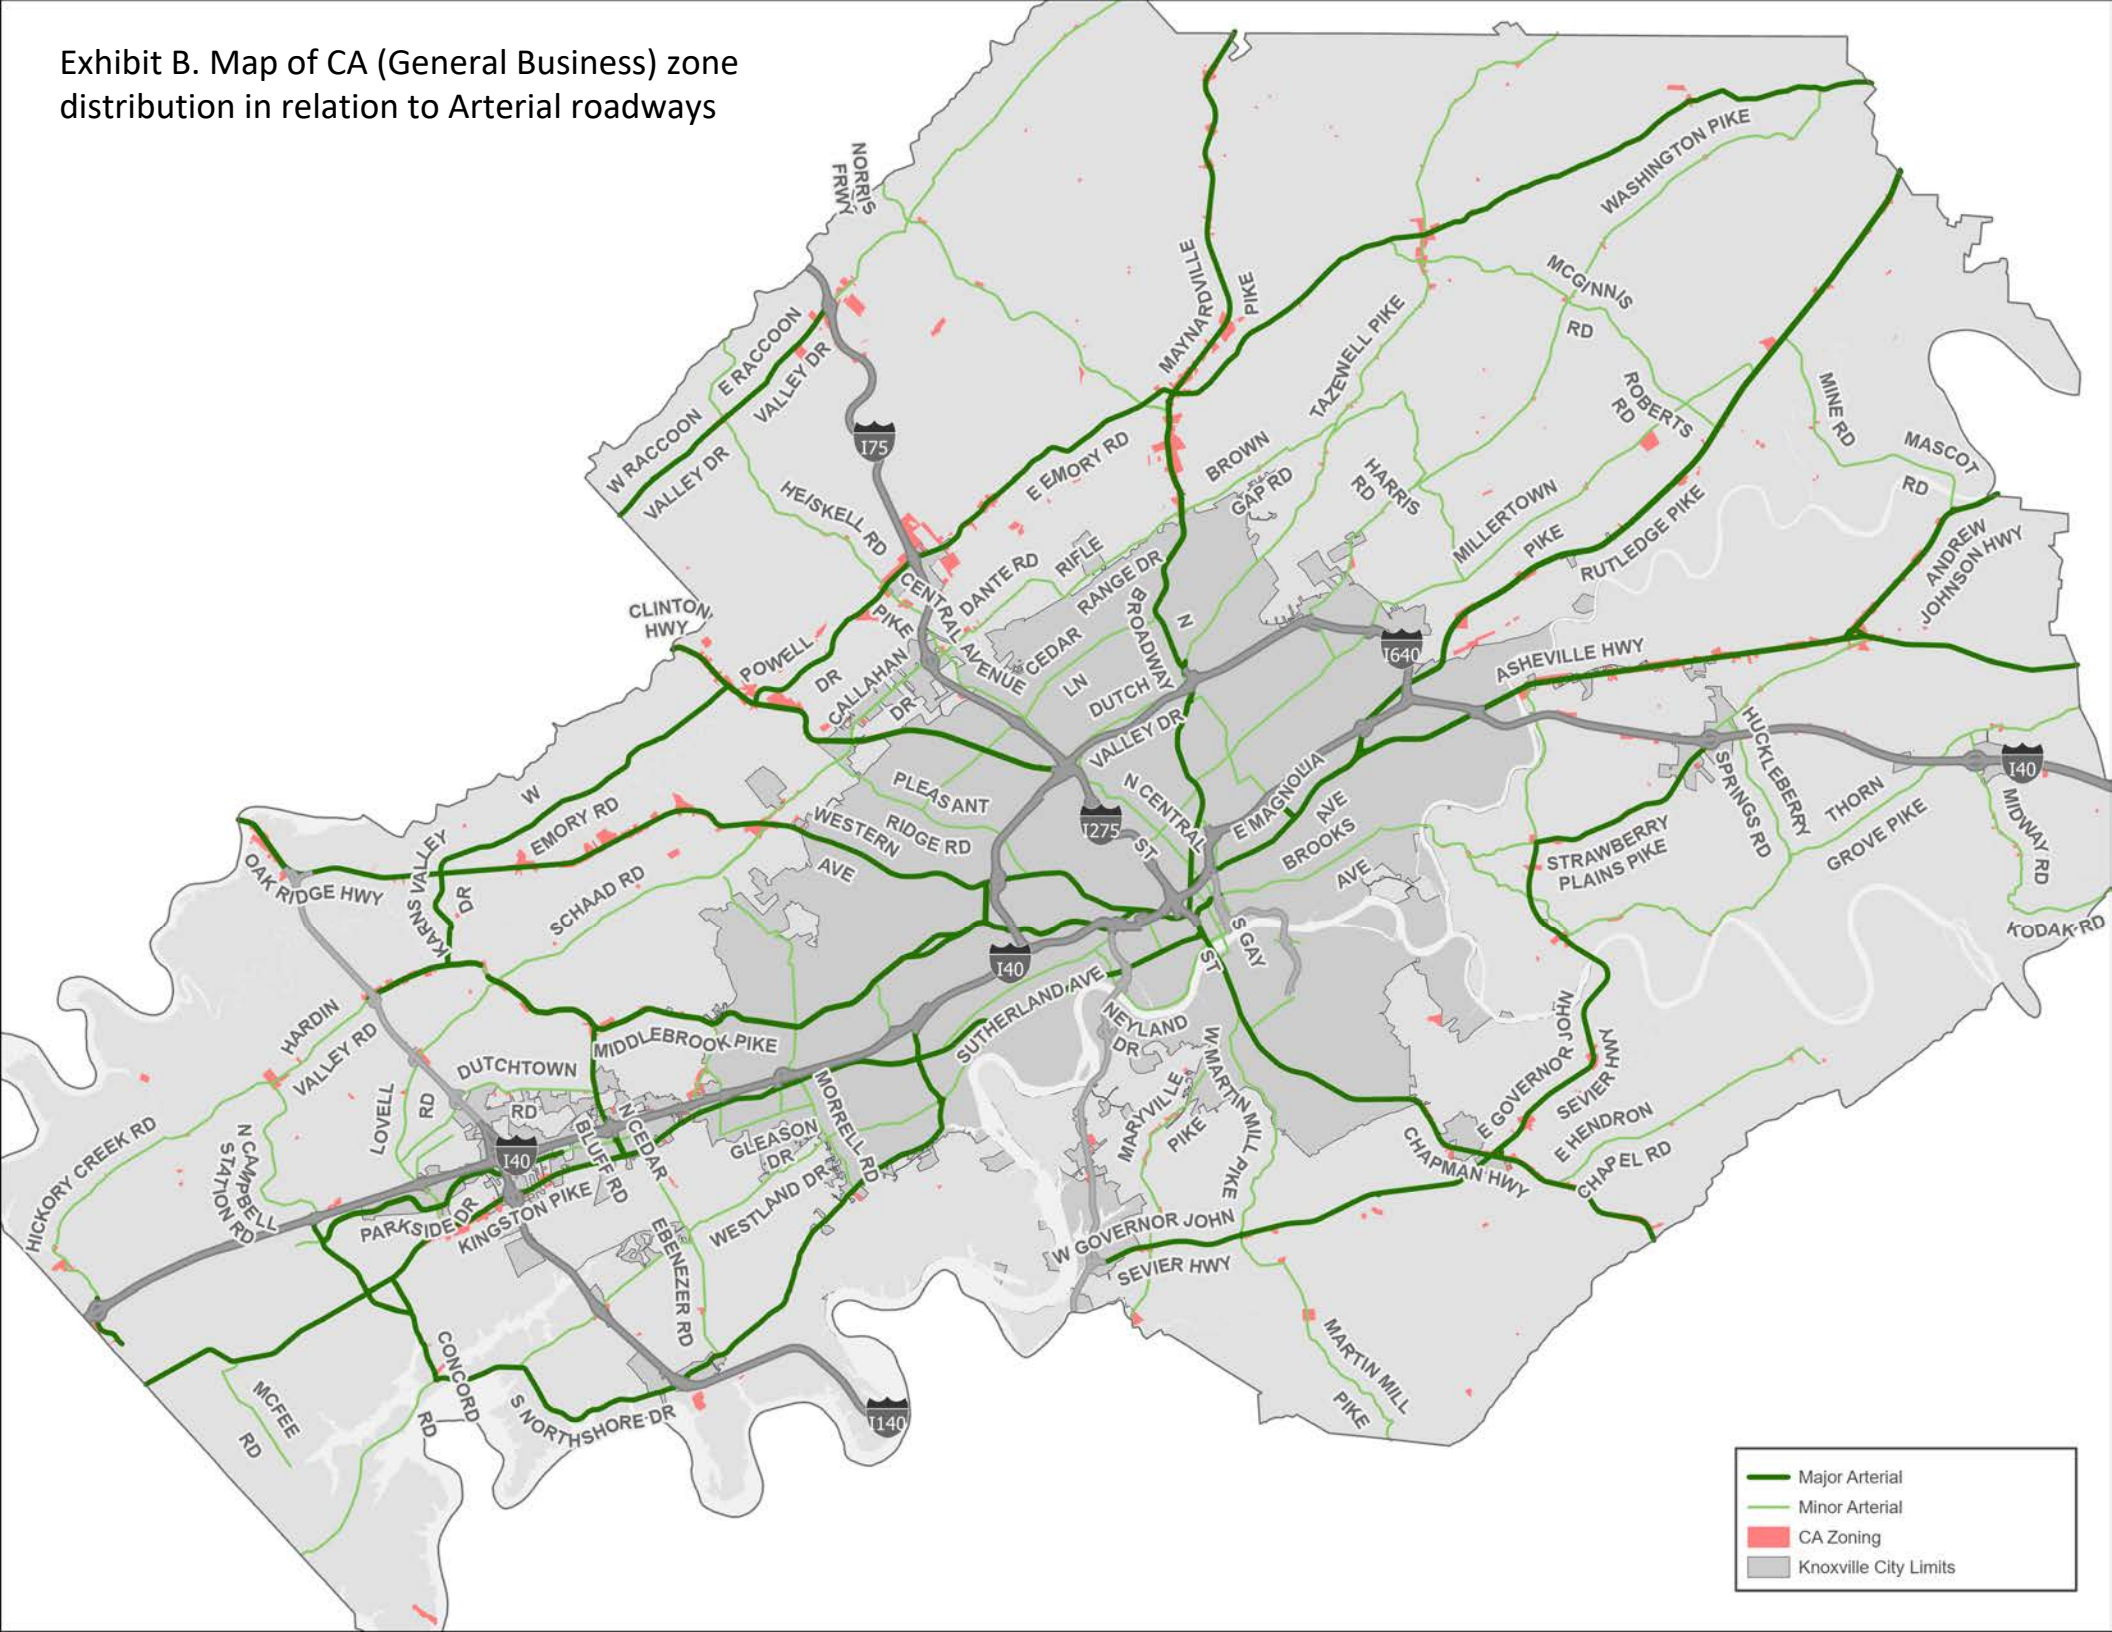 Exhibit B. Map of CA (General Business) zone
distribution in relation to Arterial roadways
NORRIS
FRWY
WASHINGTON PIKE
MAYNARDVILLE
PIKE
MCGINNIS
RD
E RACCOON
VALLEY DR
TAZEWELL PIKE
W RACCOON
VALLEY DR
I75
ROBERTS
RD
MINE RD
MASCOT
RD
E EMORY RD
BROWN
GAP RD
HARRIS
RD
HEISKELL RD
MILLERTOWN
PIKE
RUTLEDGE PIKE
ANDREW
JOHNSON HWY
DANTE RD
RIFLE
RANGE DR
CENTRAL AVENUE
PIKE
CLINTON
HWY
N
BROADWAY
POWELL
DR
CALLAHAN
DR
CEDAR
LN
I640
ASHEVILLE HWY
DUTCH
VALLEY DR
HUCKLEBERRY
SPRINGS RD
W
EMORY RD
PLEASANT
RIDGE RD
N CENTRAL
ST
E MAGNOLIA
AVE
I40
THORN
GROVE PIKE
MIDWAY RD
WESTERN
AVE
I275
BROOKS
AVE
STRAWBERRY
PLAINS PIKE
OAK RIDGE HWY
KARNS VALLEY
DR
SCHAAD RD
S GAY
ST
KODAK RD
I40
SUTHERLAND AVE
HARDIN
VALLEY RD
NEYLAND
DR
MIDDLEBROOK PIKE
DUTCHTOWN
RD
LOVELL
RD
E GOVERNOR JOHN
SEVIER HWY
W MARTIN MILL PIKE
MARYVILLE
PIKE
MORRELL RD
HICKORY CREEK RD
N CAMPBELL
STATION RD
I40
N CEDAR
BLUFF RD
GLEASON
DR
E HENDRON
CHAPEL RD
CHAPMAN HWY
WESTLAND DR
PARKSIDE DR
KINGSTON PIKE
EBENEZER RD
W GOVERNOR JOHN
SEVIER HWY
MARTIN MILL
PIKE
CONCORD
RD
MCFEE
RD
S NORTHSHORE DR
I140
Major Arterial
Minor Arterial
CA Zoning
Knoxville City Limits